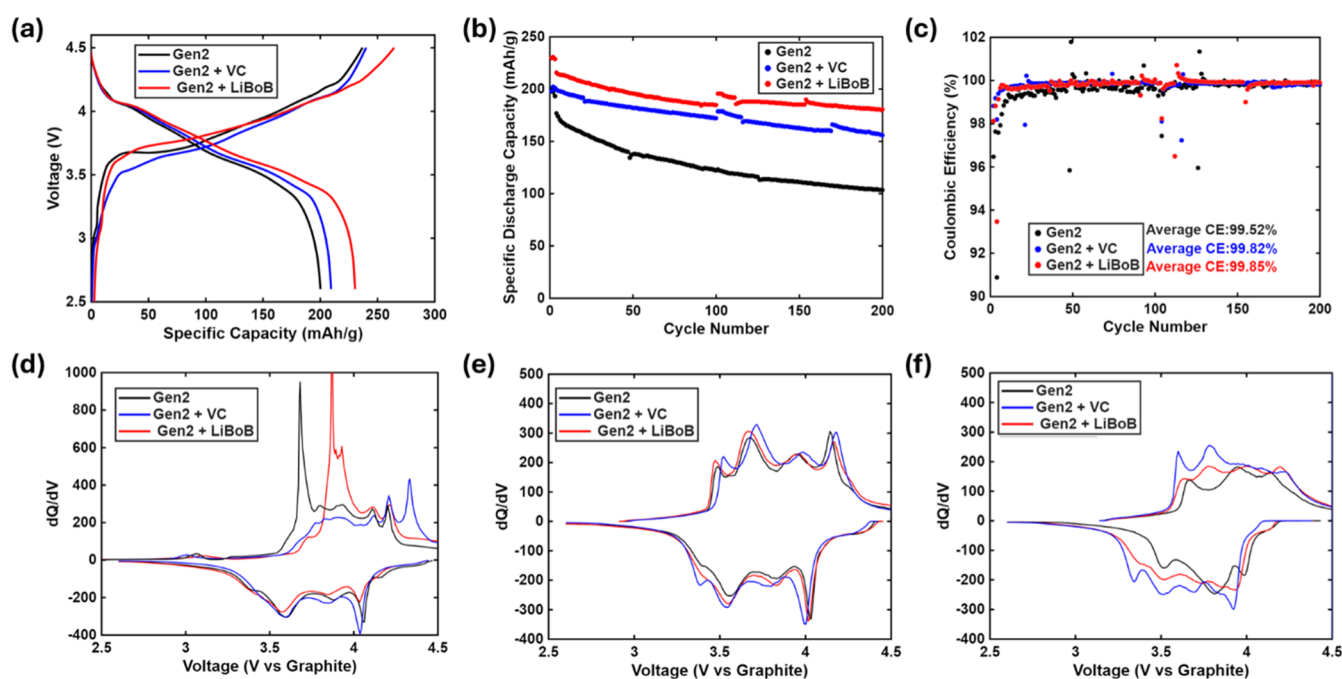 (a)
4.5
4
3.5
3
2.5
Voltage (V)
Gen2
Gen2 + VC
Gen2 + LiBoB
0 50 100 150 200 250 300
Specific Capacity (mAh/g)
(b)
250
200
150
100
50
0
Specific Discharge Capacity (mAh/g)
Gen2
Gen2 + VC
Gen2 + LiBoB
0 50 100 150 200
Cycle Number
(c)
102
100
98
96
94
92
90
Coulombic Efficiency (%)
Gen2 Average CE:99.52%
Gen2 + VC Average CE:99.82%
Gen2 + LiBoB Average CE:99.85%
0 50 100 150 200
Cycle Number
(d)
1000
800
600
400
200
0
-200
-400
dQ/dV
Gen2
Gen2 + VC
Gen2 + LiBoB
2.5 3 3.5 4 4.5
Voltage (V vs Graphite)
(e)
500
400
300
200
100
0
-100
-200
-300
-400
dQ/dV
Gen2
Gen2 + VC
Gen2 + LiBoB
2.5 3 3.5 4 4.5
Voltage (V vs Graphite)
(f)
500
400
300
200
100
0
-100
-200
-300
-400
dQ/dV
Gen2
Gen2 + VC
Gen2 + LiBoB
2.5 3 3.5 4 4.5
Voltage (V vs Graphite)